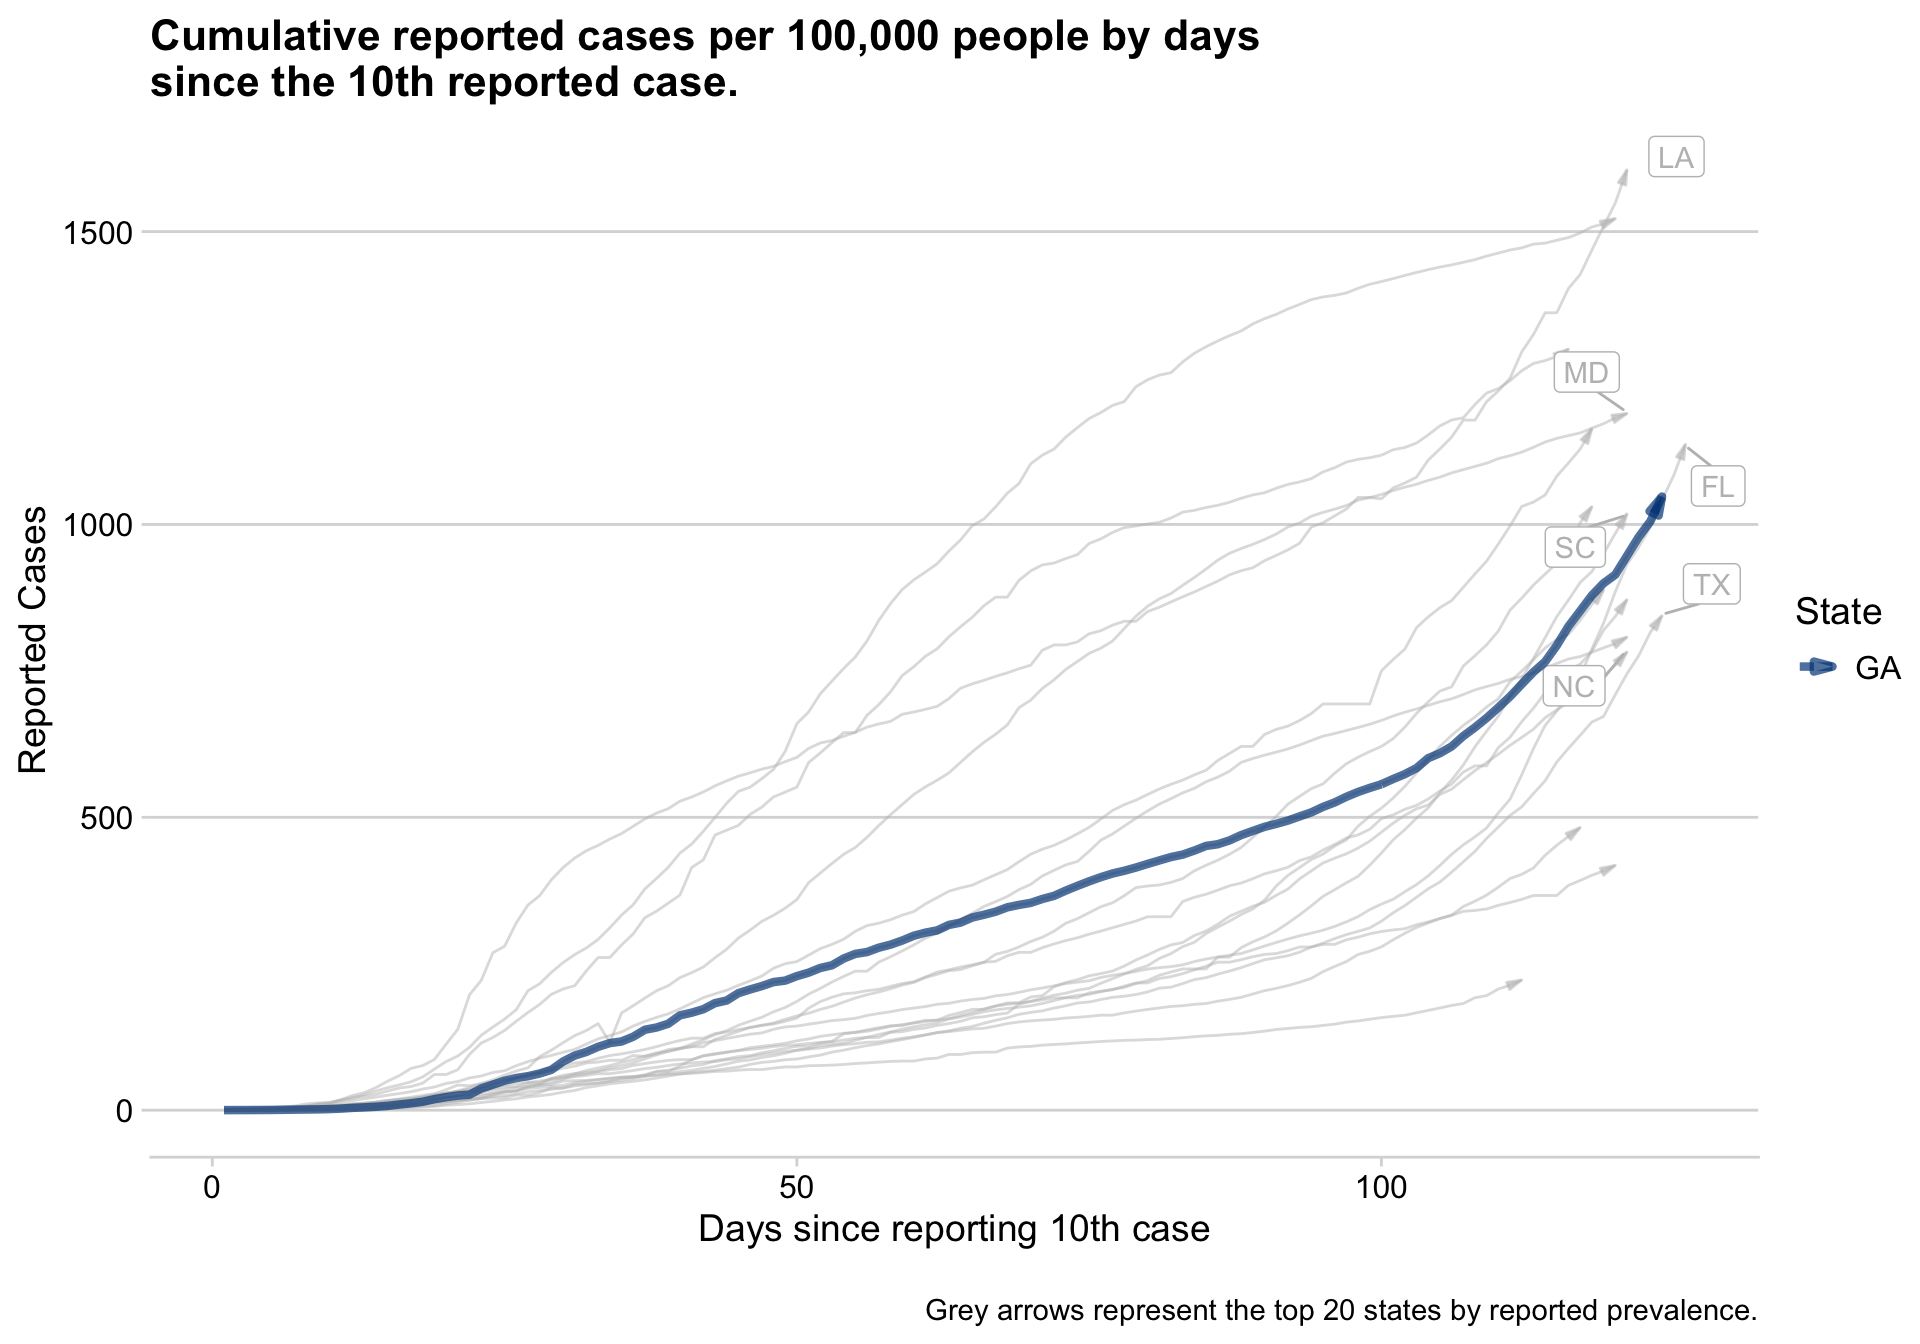 Cumulative reported cases per 100,000 people by days
since the 10th reported case.
LA
1500
MD
FL
1000
SC
TX
NC
500
0
Reported Cases
State
GA
0 50 100
Days since reporting 10th case
Grey arrows represent the top 20 states by reported prevalence.